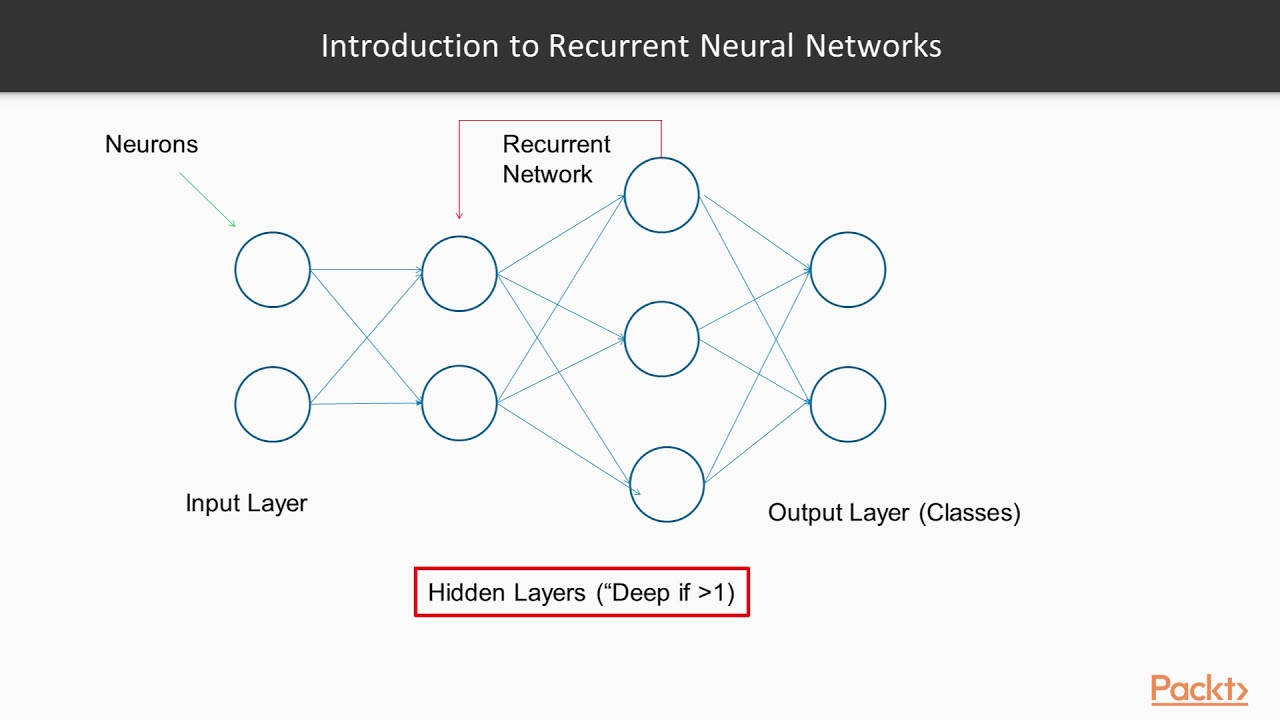 Introduction to Recurrent Neural Networks
Neurons
Recurrent
Network
Input Layer
Output Layer (Classes)
Hidden Layers (“Deep if >1)
Packt>